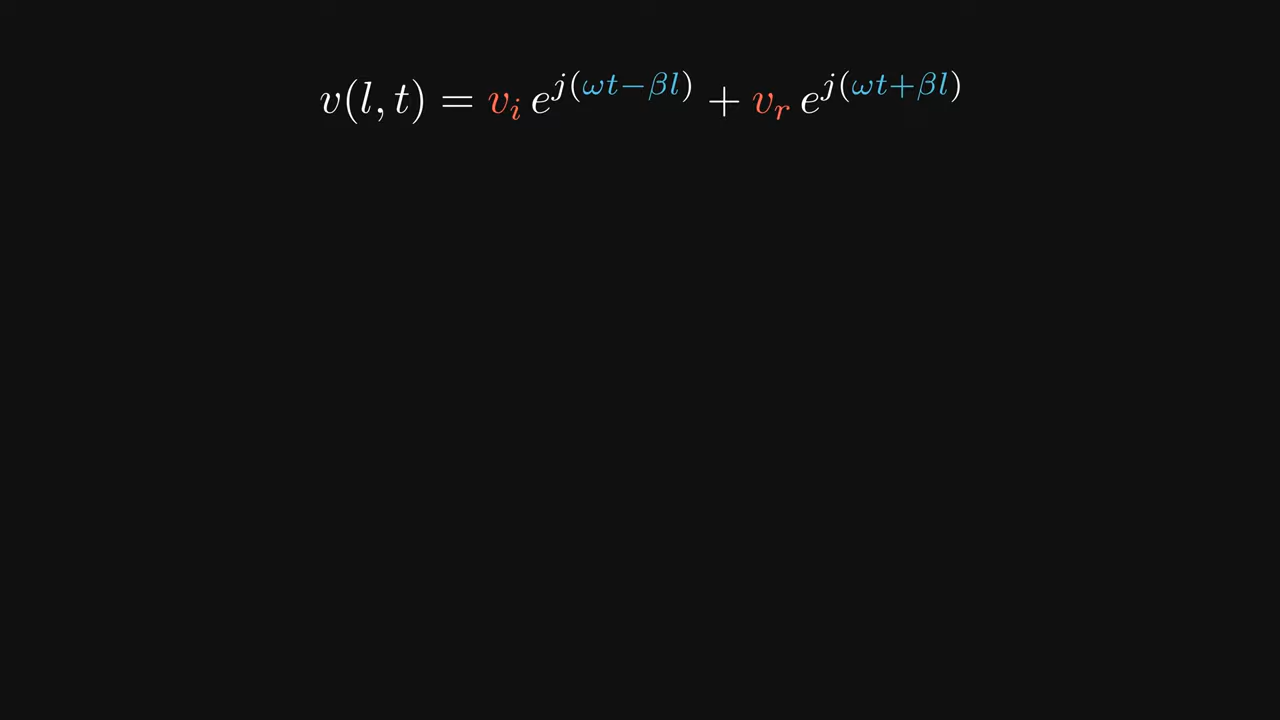 v(l, t) = v_i e^{j(ωt−βl)} + v_r e^{j(ωt+βl)}